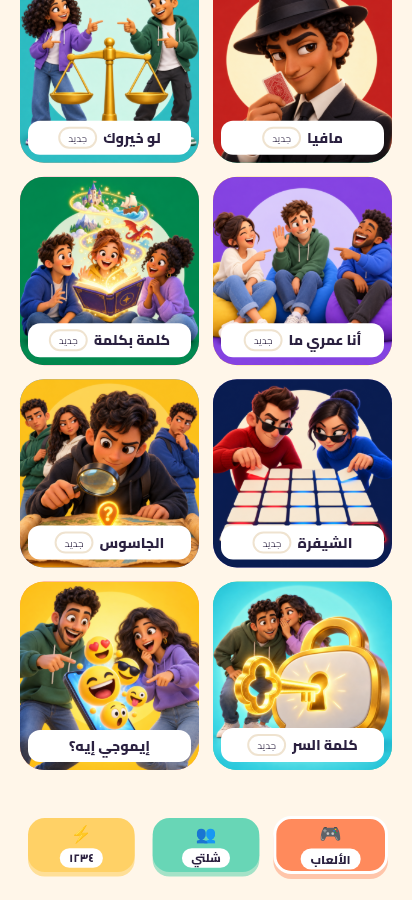 مافيا جديد
لو خيروك جديد
أنا عمري ما جديد
كلمة بكلمة جديد
الشيفرة جديد
الجاسوس جديد
كلمة السر جديد
إيموجي إيه؟
الألعاب
شلتي
١٢٣٤